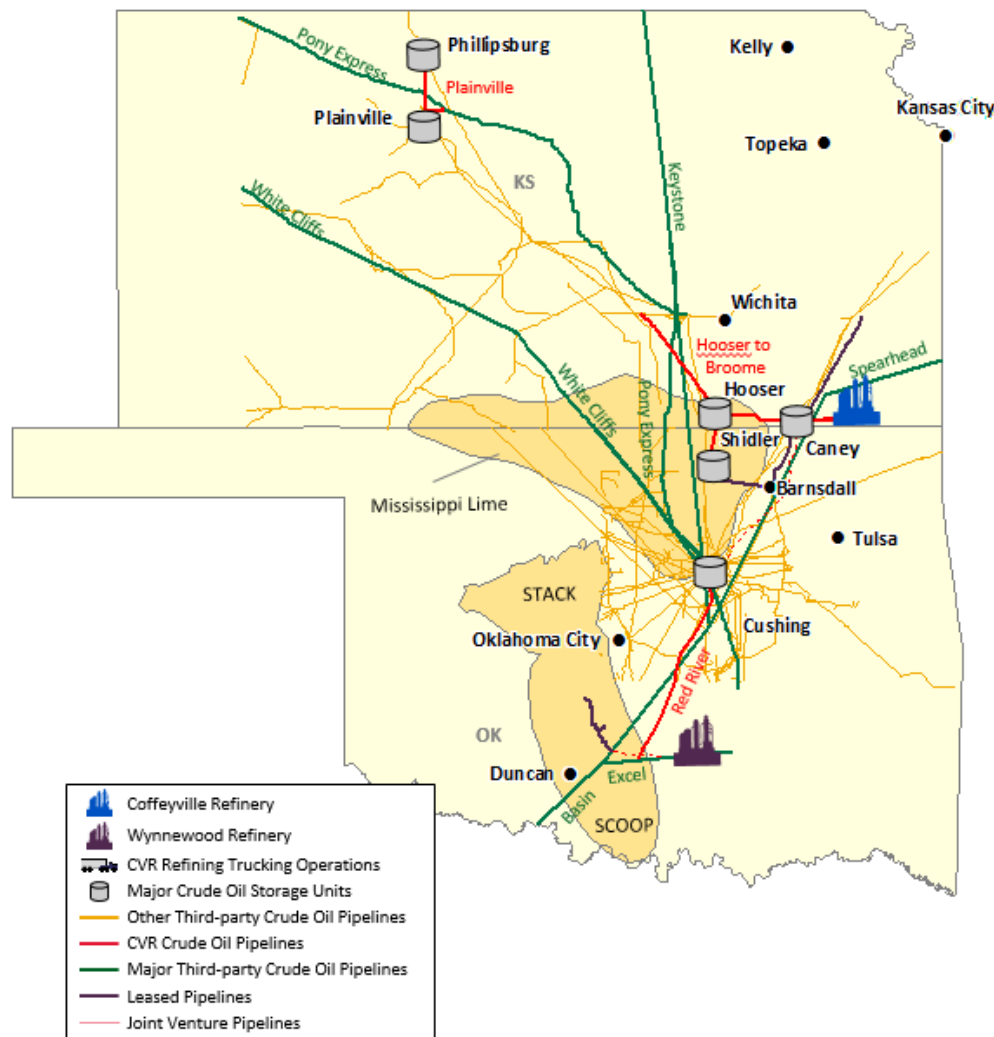 Phillipsburg
Kelly
Pony Express
Plainville
Kansas City
Plainville
Topeka
KS
Keystone
White Cliffs
Wichita
Hooser to
Broome
Spearhead
White Cliffs
Hooser
Pony Express
Shidler
Caney
Barnsdall
Mississippi Lime
Tulsa
STACK
Cushing
Oklahoma City
Red River
OK
Duncan
Excel
Basin
SCOOP
Coffeyville Refinery
Wynnewood Refinery
CVR Refining Trucking Operations
Major Crude Oil Storage Units
Other Third-party Crude Oil Pipelines
CVR Crude Oil Pipelines
Major Third-party Crude Oil Pipelines
Leased Pipelines
Joint Venture Pipelines